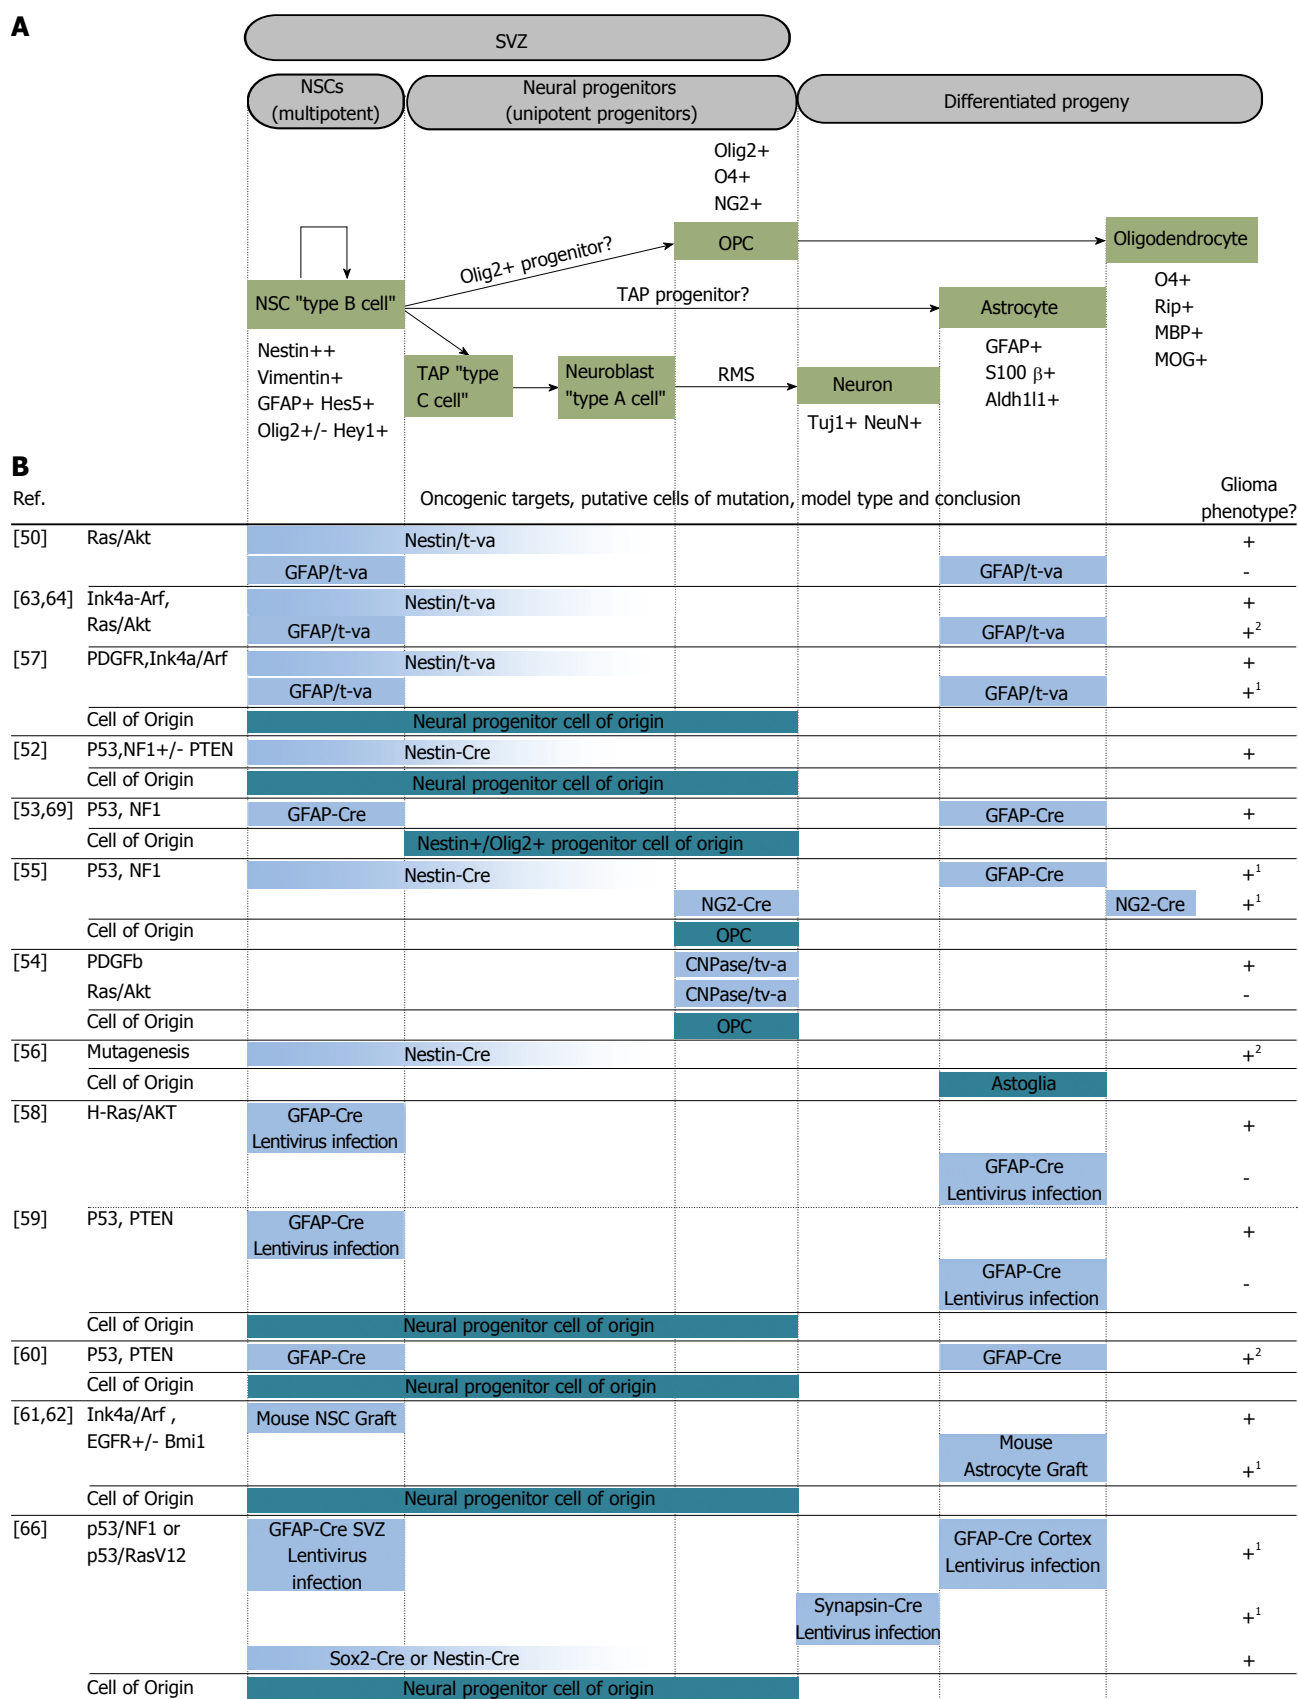 A
SVZ
NSCs
(multipotent)
Neural progenitors
(unipotent progenitors)
Differentiated progeny
Olig2+
O4+
NG2+
OPC
Oligodendrocyte
Olig2+ progenitor?
O4+
Rip+
MBP+
MOG+
NSC "type B cell"
TAP progenitor?
Astrocyte
GFAP+
S100 β+
Aldh1l1+
Nestin++
Vimentin+
GFAP+ Hes5+
Olig2+/- Hey1+
TAP "type
C cell"
Neuroblast
"type A cell"
RMS
Neuron
Tuj1+ NeuN+
B
Ref. Oncogenic targets, putative cells of mutation, model type and conclusion Glioma
phenotype?
[50] Ras/Akt Nestin/t-va +
GFAP/t-va GFAP/t-va -
[63,64] Ink4a-Arf, Nestin/t-va +
Ras/Akt GFAP/t-va GFAP/t-va +2
[57] PDGFR,Ink4a/Arf Nestin/t-va +
GFAP/t-va GFAP/t-va +1
Cell of Origin Neural progenitor cell of origin
[52] P53,NF1+/- PTEN Nestin-Cre +
Cell of Origin Neural progenitor cell of origin
[53,69] P53, NF1 GFAP-Cre GFAP-Cre +
Cell of Origin Nestin+/Olig2+ progenitor cell of origin
[55] P53, NF1 Nestin-Cre GFAP-Cre +1
NG2-Cre NG2-Cre +1
Cell of Origin OPC
[54] PDGFb CNPase/tv-a +
Ras/Akt CNPase/tv-a -
Cell of Origin OPC
[56] Mutagenesis Nestin-Cre +2
Cell of Origin Astoglia
[58] H-Ras/AKT GFAP-Cre
Lentivirus infection +
GFAP-Cre
Lentivirus infection -
[59] P53, PTEN GFAP-Cre
Lentivirus infection +
GFAP-Cre
Lentivirus infection -
Cell of Origin Neural progenitor cell of origin
[60] P53, PTEN GFAP-Cre GFAP-Cre +2
Cell of Origin Neural progenitor cell of origin
[61,62] Ink4a/Arf , Mouse NSC Graft +
EGFR+/- Bmi1 Mouse
Astrocyte Graft +1
Cell of Origin Neural progenitor cell of origin
[66] p53/NF1 or GFAP-Cre SVZ GFAP-Cre Cortex
p53/RasV12 Lentivirus Lentivirus infection +1
infection
Synapsin-Cre
Lentivirus infection +1
Sox2-Cre or Nestin-Cre +
Cell of Origin Neural progenitor cell of origin